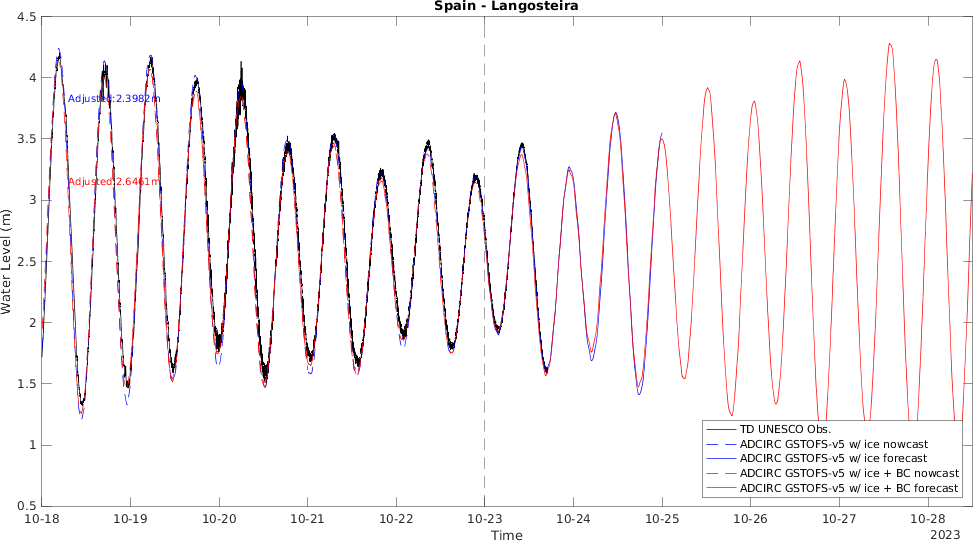 Spain - Langosteira
4.5
4
3.5
3
2.5
2
1.5
1
0.5
Water Level (m)
Adjusted:2.3982m
Adjusted:2.6461m
TD UNESCO Obs.
ADCIRC GSTOFS-v5 w/ ice nowcast
ADCIRC GSTOFS-v5 w/ ice forecast
ADCIRC GSTOFS-v5 w/ ice + BC nowcast
ADCIRC GSTOFS-v5 w/ ice + BC forecast
10-18 10-19 10-20 10-21 10-22 10-23 10-24 10-25 10-26 10-27 10-28
Time
2023